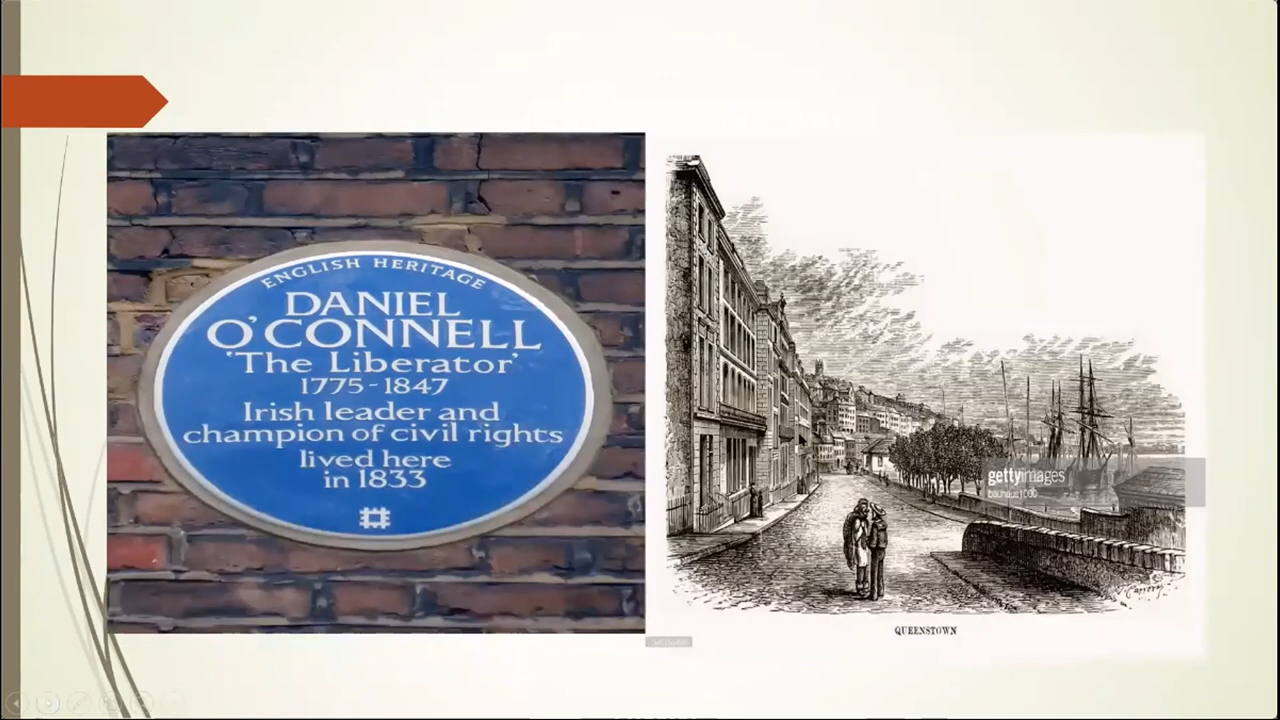 ENGLISH HERITAGE
DANIEL
O'CONNELL
'The Liberator'
1775-1847
Irish leader and
champion of civil rights
lived here
in 1833
gettyimages
bauhaus1000
QUEENSTOWN